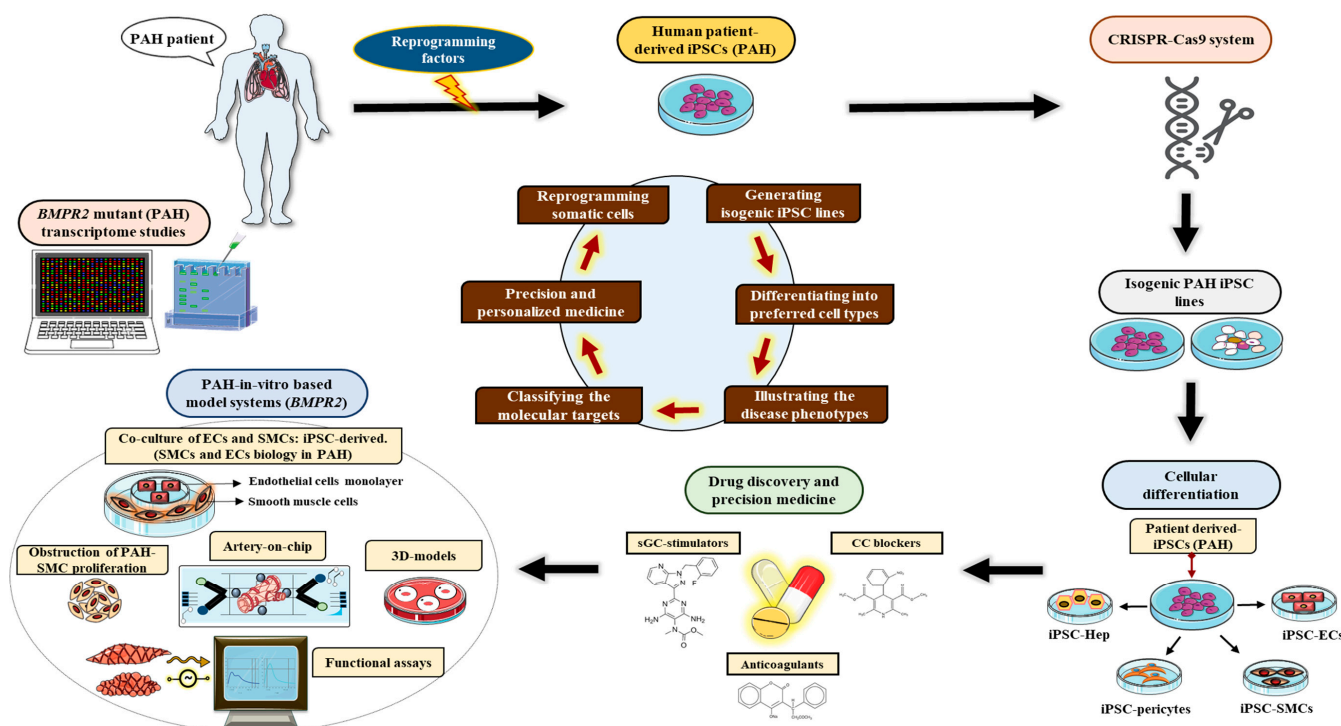 PAH patient
Reprogramming
factors
Human patient-
derived iPSCs (PAH)
CRISPR-Cas9 system
BMPR2 mutant (PAH)
transcriptome studies
Reprogramming
somatic cells
Generating
isogenic iPSC lines
Precision and
personalized medicine
Differentiating into
preferred cell types
Classifying the
molecular targets
Illustrating the
disease phenotypes
Isogenic PAH iPSC
lines
PAH-in-vitro based
model systems (BMPR2)
Co-culture of ECs and SMCs: iPSC-derived.
(SMCs and ECs biology in PAH)
Endothelial cells monolayer
Smooth muscle cells
Obstruction of PAH-
SMC proliferation
Artery-on-chip
3D-models
Functional assays
Drug discovery and
precision medicine
sGC-stimulators
CC blockers
Anticoagulants
Cellular
differentiation
Patient derived-
iPSCs (PAH)
iPSC-Hep
iPSC-ECs
iPSC-pericytes
iPSC-SMCs